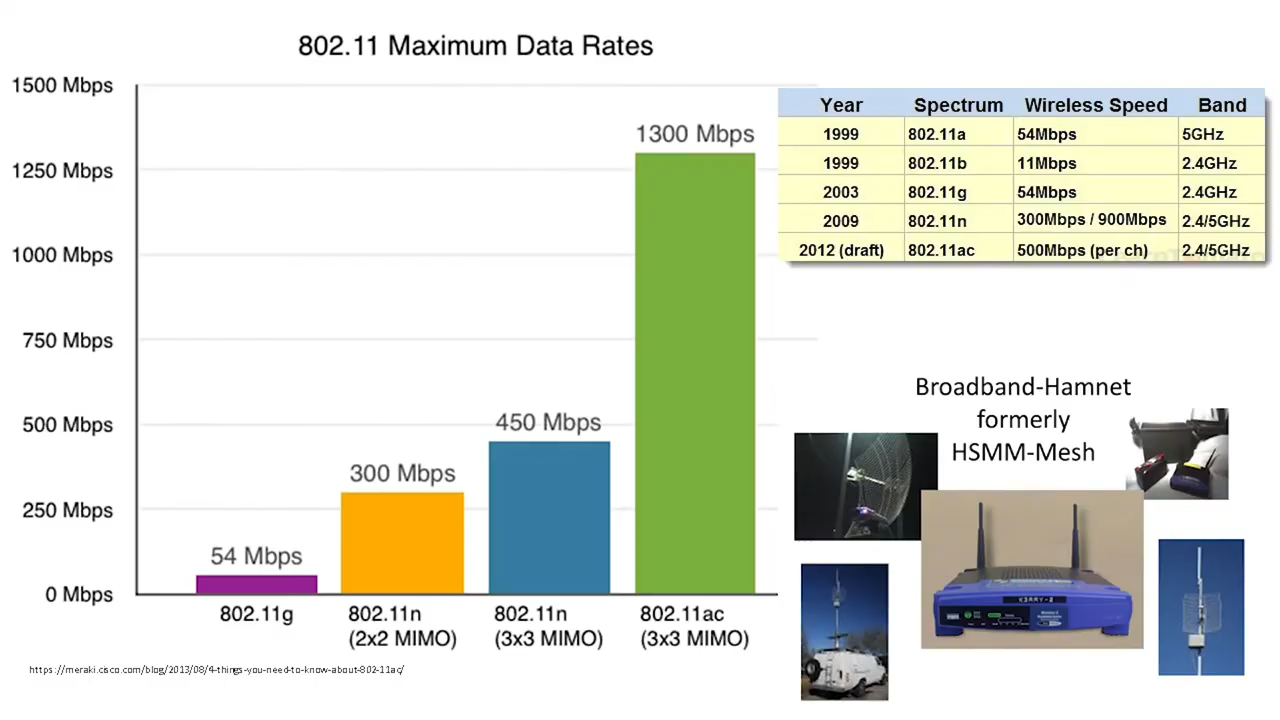 802.11 Maximum Data Rates
1500 Mbps
1250 Mbps
1000 Mbps
750 Mbps
500 Mbps
250 Mbps
0 Mbps
54 Mbps
300 Mbps
450 Mbps
1300 Mbps
802.11g
802.11n
(2x2 MIMO)
802.11n
(3x3 MIMO)
802.11ac
(3x3 MIMO)
https://meraki.cisco.com/blog/2013/08/4-things-you-need-to-know-about-802-11ac/
Year Spectrum Wireless Speed Band
1999 802.11a 54Mbps 5GHz
1999 802.11b 11Mbps 2.4GHz
2003 802.11g 54Mbps 2.4GHz
2009 802.11n 300Mbps / 900Mbps 2.4/5GHz
2012 (draft) 802.11ac 500Mbps (per ch) 2.4/5GHz
Broadband-Hamnet
formerly
HSMM-Mesh